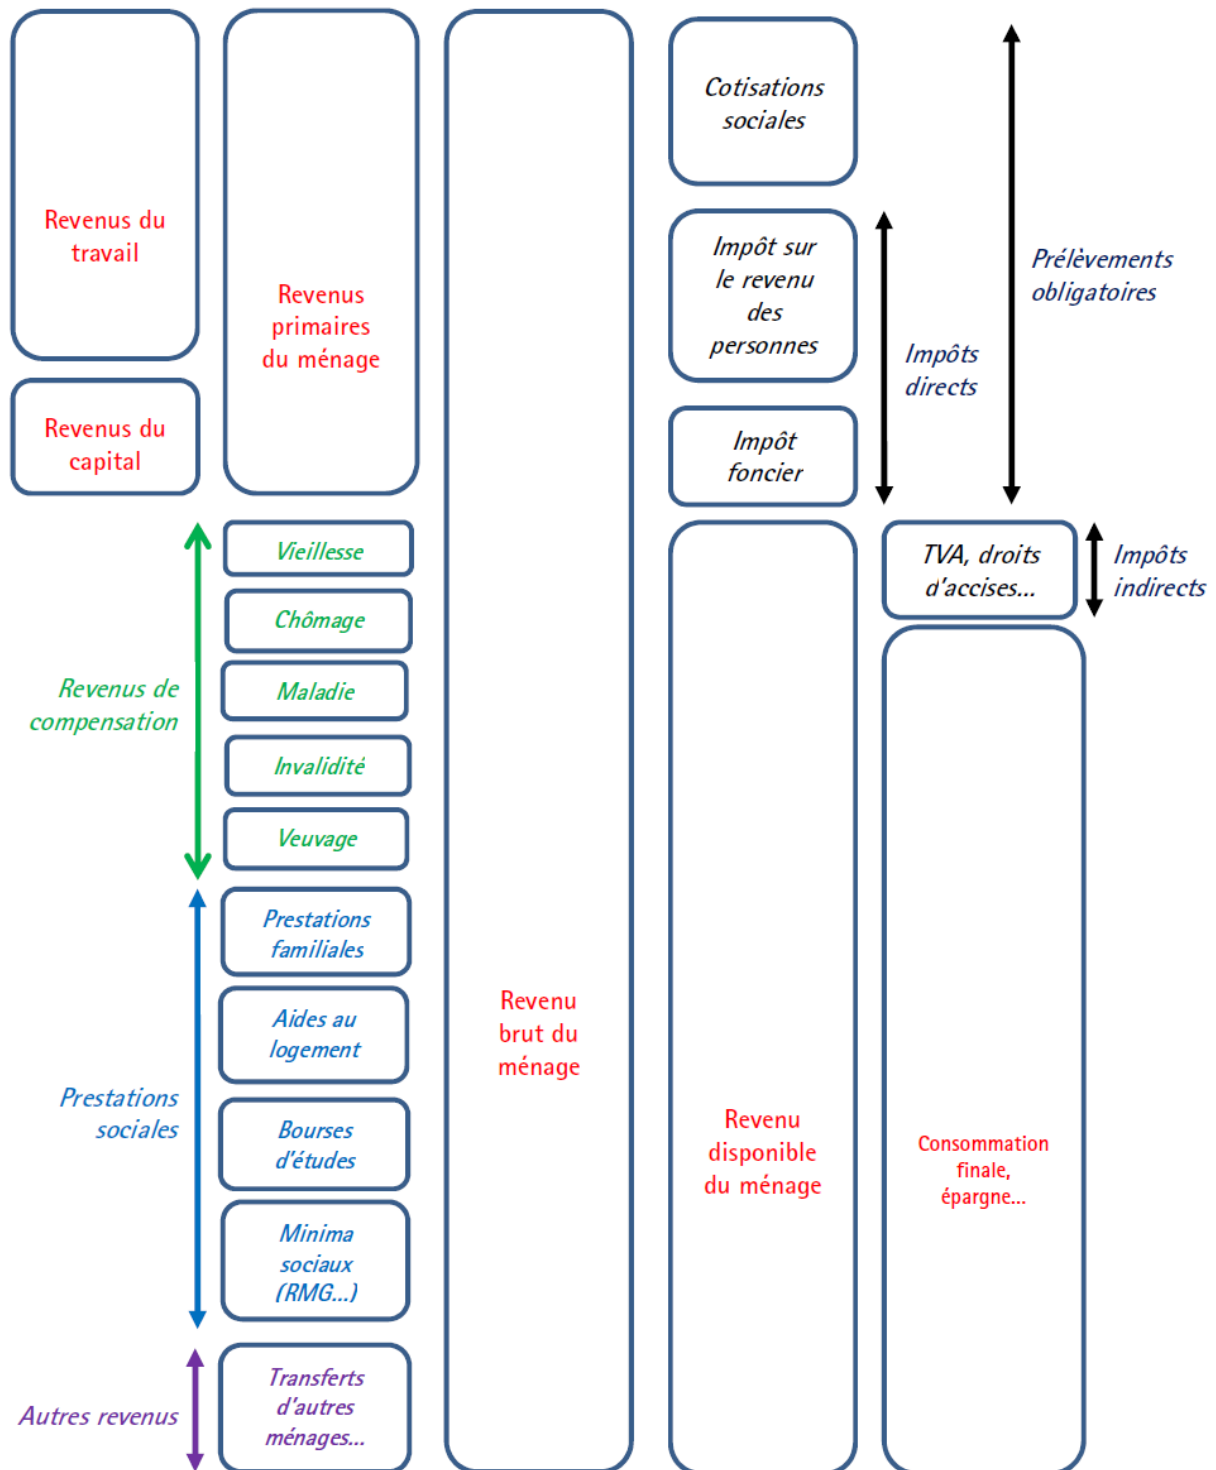 Revenus du
travail
Revenus du
capital
Revenus
primaires
du ménage
Revenus de
compensation
Vieillesse
Chômage
Maladie
Invalidité
Veuvage
Prestations
sociales
Prestations
familiales
Aides au
logement
Bourses
d'études
Minima
sociaux
(RMG...)
Autres revenus
Transferts
d'autres
ménages...
Revenu
brut du
ménage
Cotisations
sociales
Impôt sur
le revenu
des
personnes
Impôt
foncier
Impôts
directs
Prélèvements
obligatoires
Revenu
disponible
du ménage
TVA, droits
d'accises...
Impôts
indirects
Consommation
finale,
épargne...